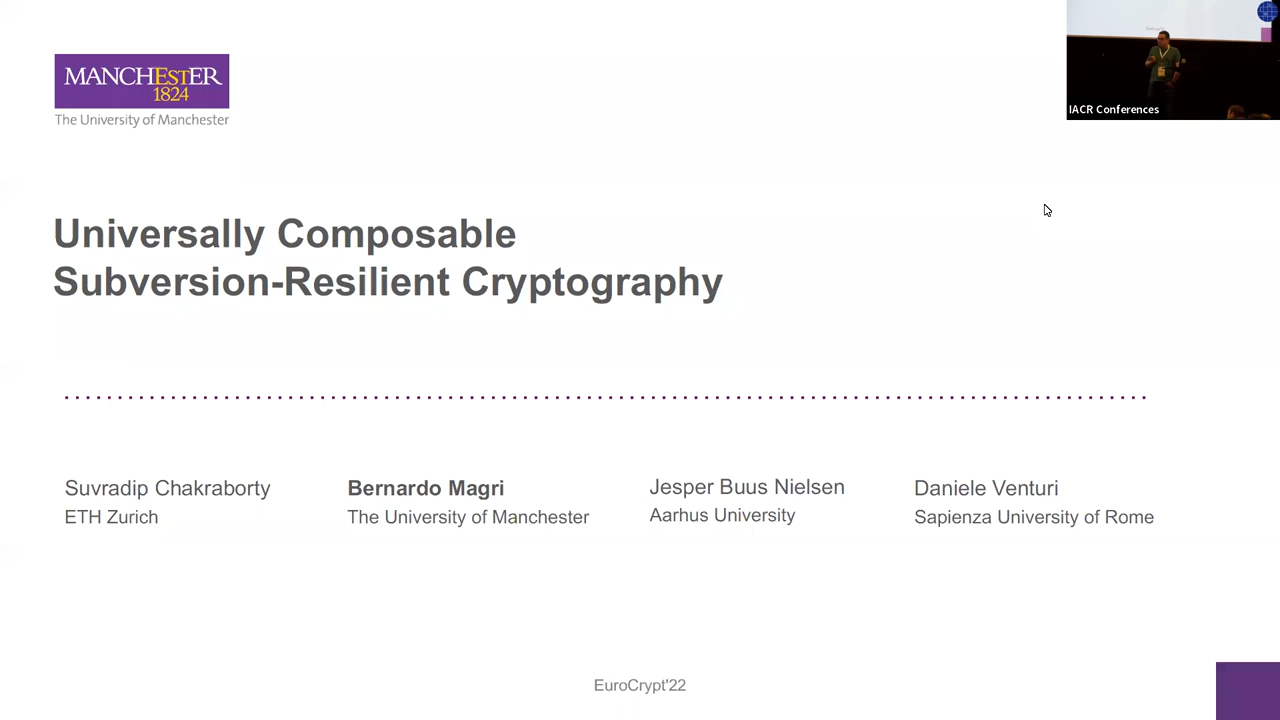 MANCHESTER
1824
The University of Manchester
IACR Conferences
Universally Composable
Subversion-Resilient Cryptography
Suvradip Chakraborty
ETH Zurich
Bernardo Magri
The University of Manchester
Jesper Buus Nielsen
Aarhus University
Daniele Venturi
Sapienza University of Rome
EuroCrypt'22